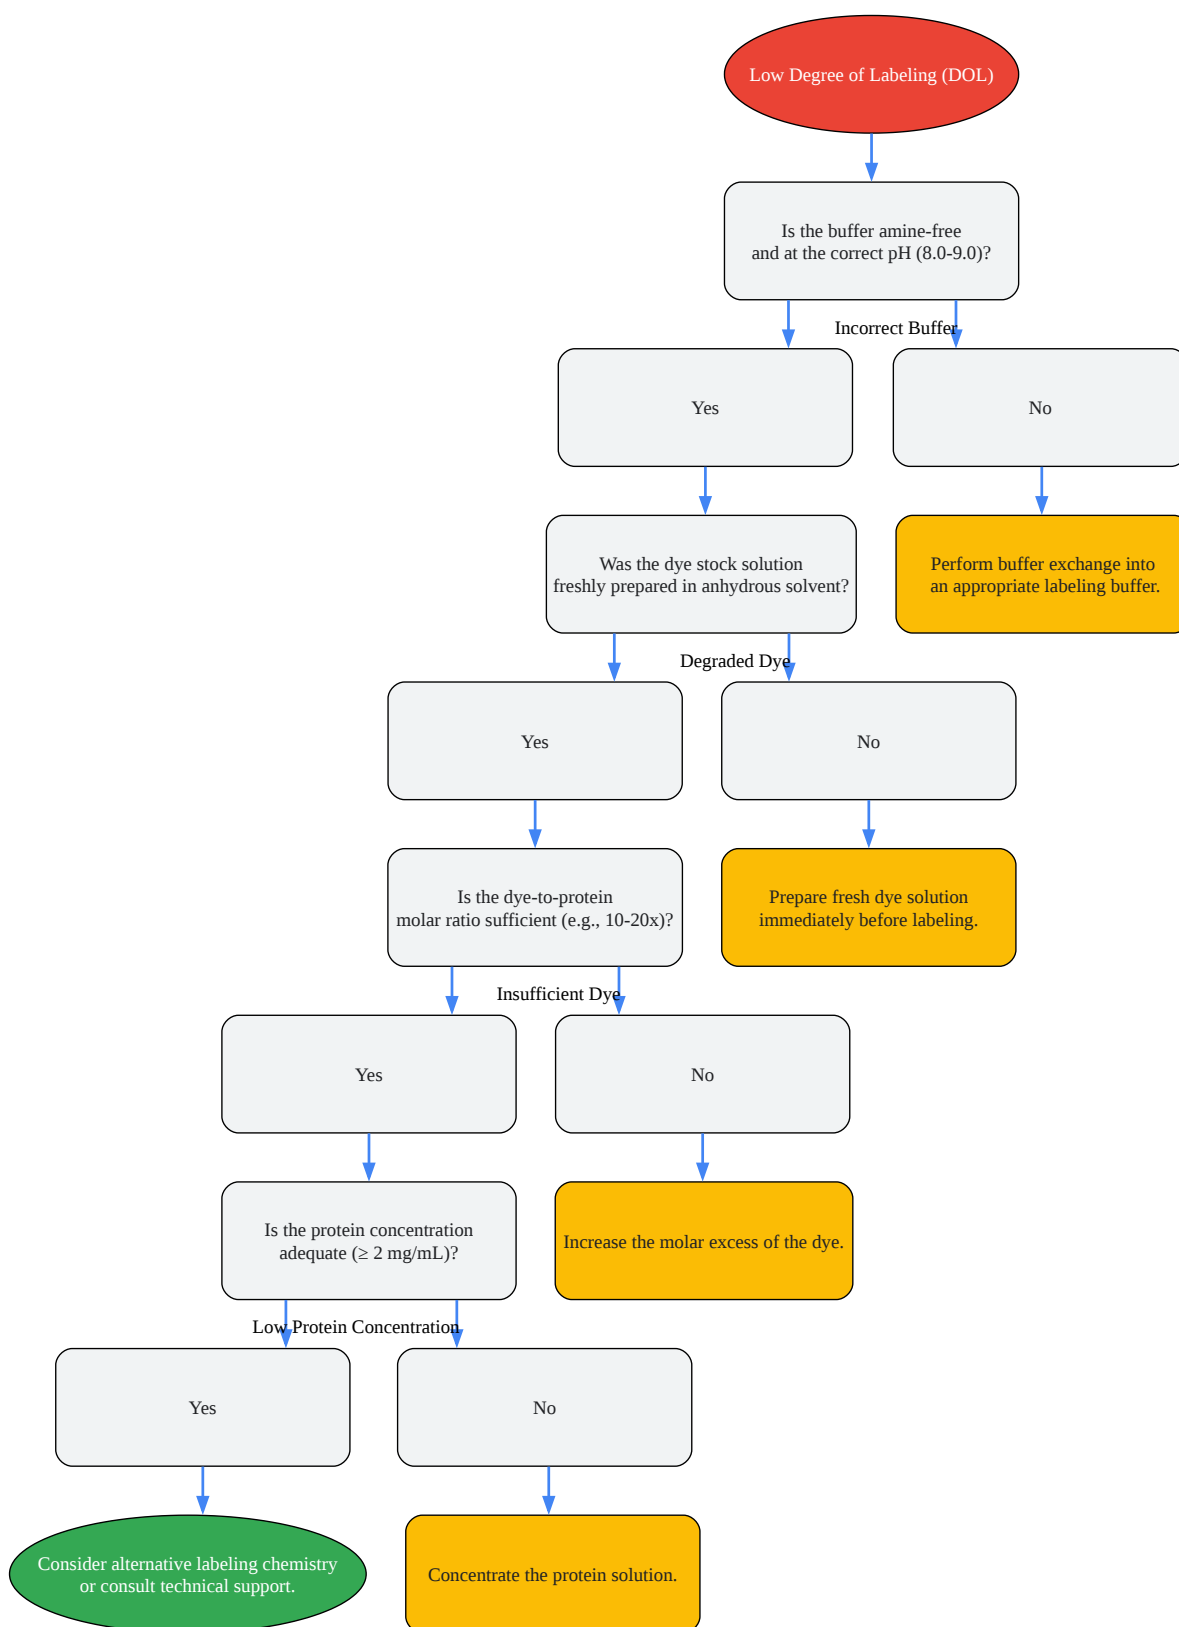 Low Degree of Labeling (DOL)
Is the buffer amine-free
and at the correct pH (8.0-9.0)?
Incorrect Buffer
Yes
No
Was the dye stock solution
freshly prepared in anhydrous solvent?
Perform buffer exchange into
an appropriate labeling buffer.
Degraded Dye
Yes
No
Is the dye-to-protein
molar ratio sufficient (e.g., 10-20x)?
Prepare fresh dye solution
immediately before labeling.
Insufficient Dye
Yes
No
Is the protein concentration
adequate (≥ 2 mg/mL)?
Increase the molar excess of the dye.
Low Protein Concentration
Yes
No
Consider alternative labeling chemistry
or consult technical support.
Concentrate the protein solution.